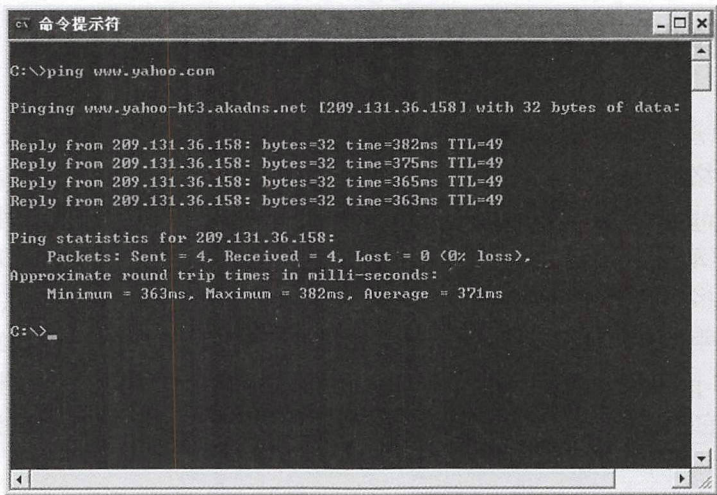 命令提示符
C:\>ping www.yahoo.com
Pinging www.yahoo-ht3.akadns.net [209.131.36.158] with 32 bytes of data:
Reply from 209.131.36.158: bytes=32 time=382ms TTL=49
Reply from 209.131.36.158: bytes=32 time=375ms TTL=49
Reply from 209.131.36.158: bytes=32 time=365ms TTL=49
Reply from 209.131.36.158: bytes=32 time=363ms TTL=49
Ping statistics for 209.131.36.158:
Packets: Sent = 4, Received = 4, Lost = 0 (0% loss),
Approximate round trip times in milli-seconds:
Minimum = 363ms, Maximum = 382ms, Average = 371ms
C:\>